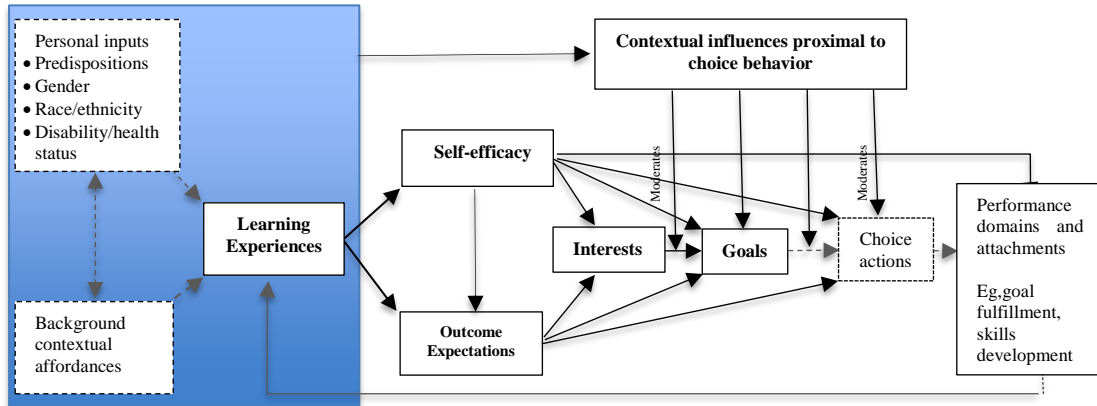 Personal inputs
• Predispositions
• Gender
• Race/ethnicity
• Disability/health
status
Background
contextual
affordances
Learning
Experiences
Self-efficacy
Outcome
Expectations
Interests
Goals
Contextual influences proximal to
choice behavior
Moderates
Moderates
Choice
actions
Performance
domains and
attachments
Eg,goal
fulfillment,
skills
development